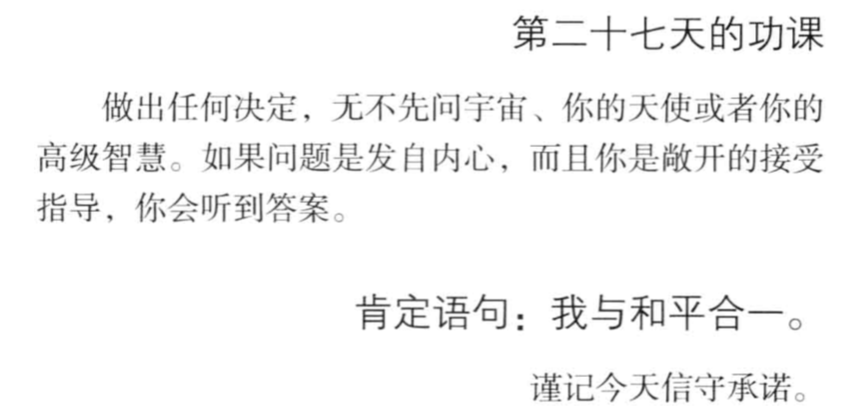 第二十七天的功课
做出任何决定，无不先问宇宙、你的天使或者你的
高级智慧。如果问题是发自内心，而且你是敞开的接受
指导，你会听到答案。
肯定语句：我与和平合一。
谨记今天信守承诺。